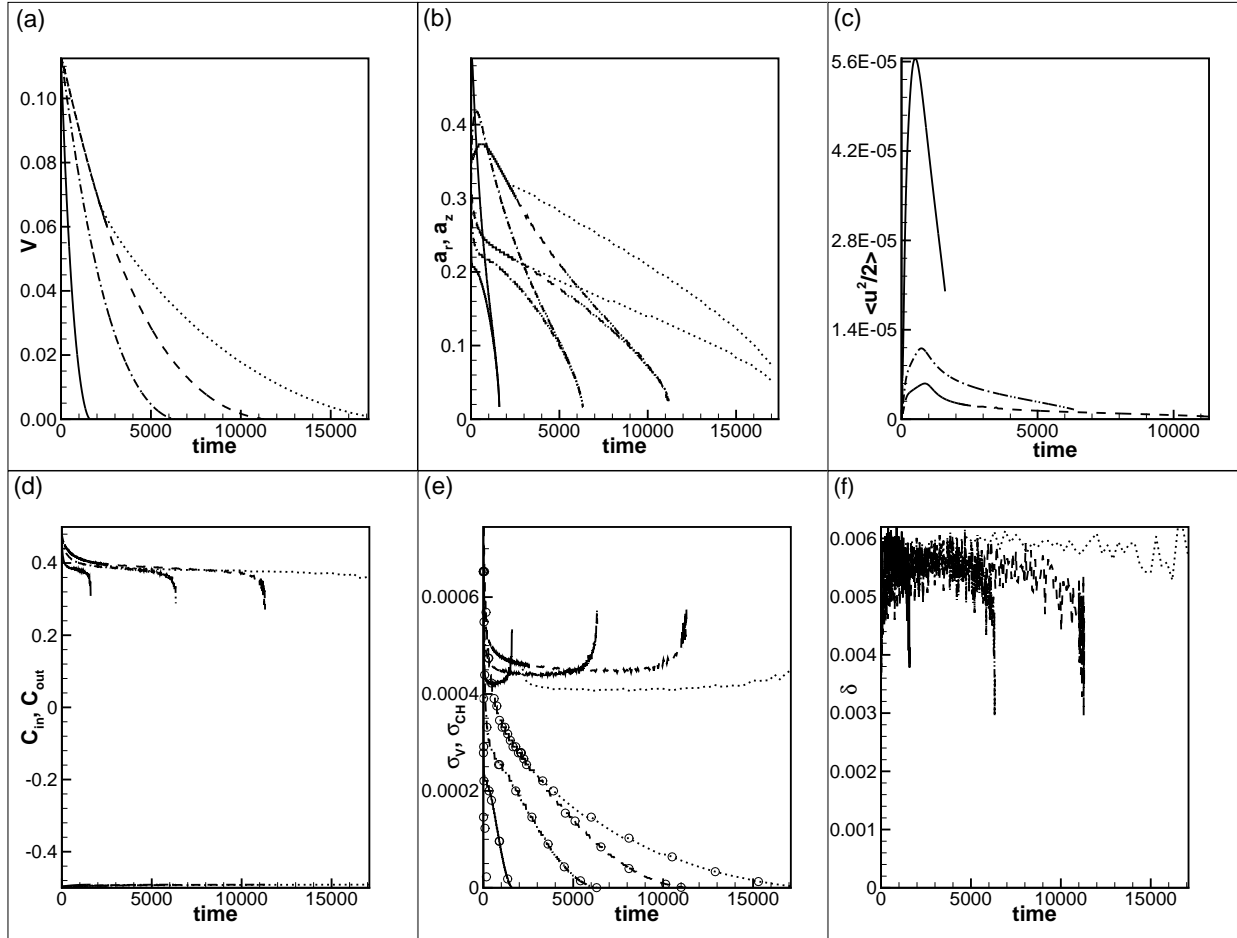 (a)
V
0.10
0.08
0.06
0.04
0.02
0.00
0 5000 10000 15000
time
(b)
a_r, a_z
0.4
0.3
0.2
0.1
0
0 5000 10000 15000
time
(c)
<u²/2>
5.6E-05
4.2E-05
2.8E-05
1.4E-05
0
0 5000 10000
time
(d)
C_in, C_out
0.4
0.2
0
-0.2
-0.4
0 5000 10000 15000
time
(e)
σ_V, σ_CH
0.0006
0.0004
0.0002
0
0 5000 10000 15000
time
(f)
δ
0.006
0.005
0.004
0.003
0.002
0.001
0
0 5000 10000 15000
time